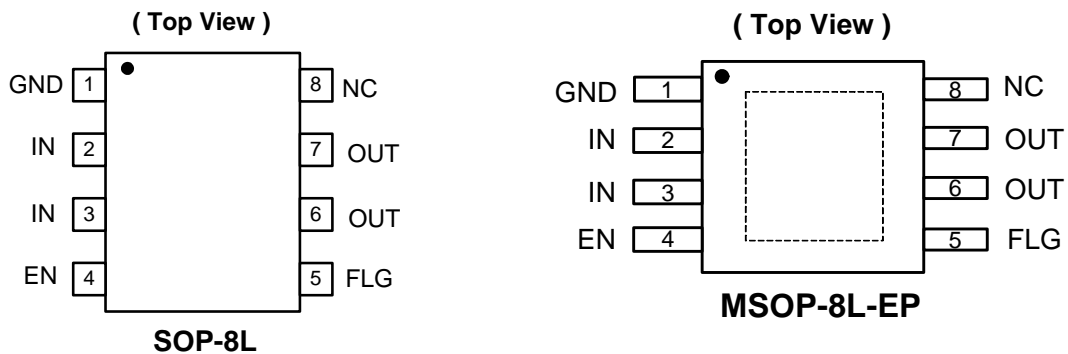 ( Top View )
GND 1 8 NC
IN 2 7 OUT
IN 3 6 OUT
EN 4 5 FLG
SOP-8L
( Top View )
GND 1 8 NC
IN 2 7 OUT
IN 3 6 OUT
EN 4 5 FLG
MSOP-8L-EP